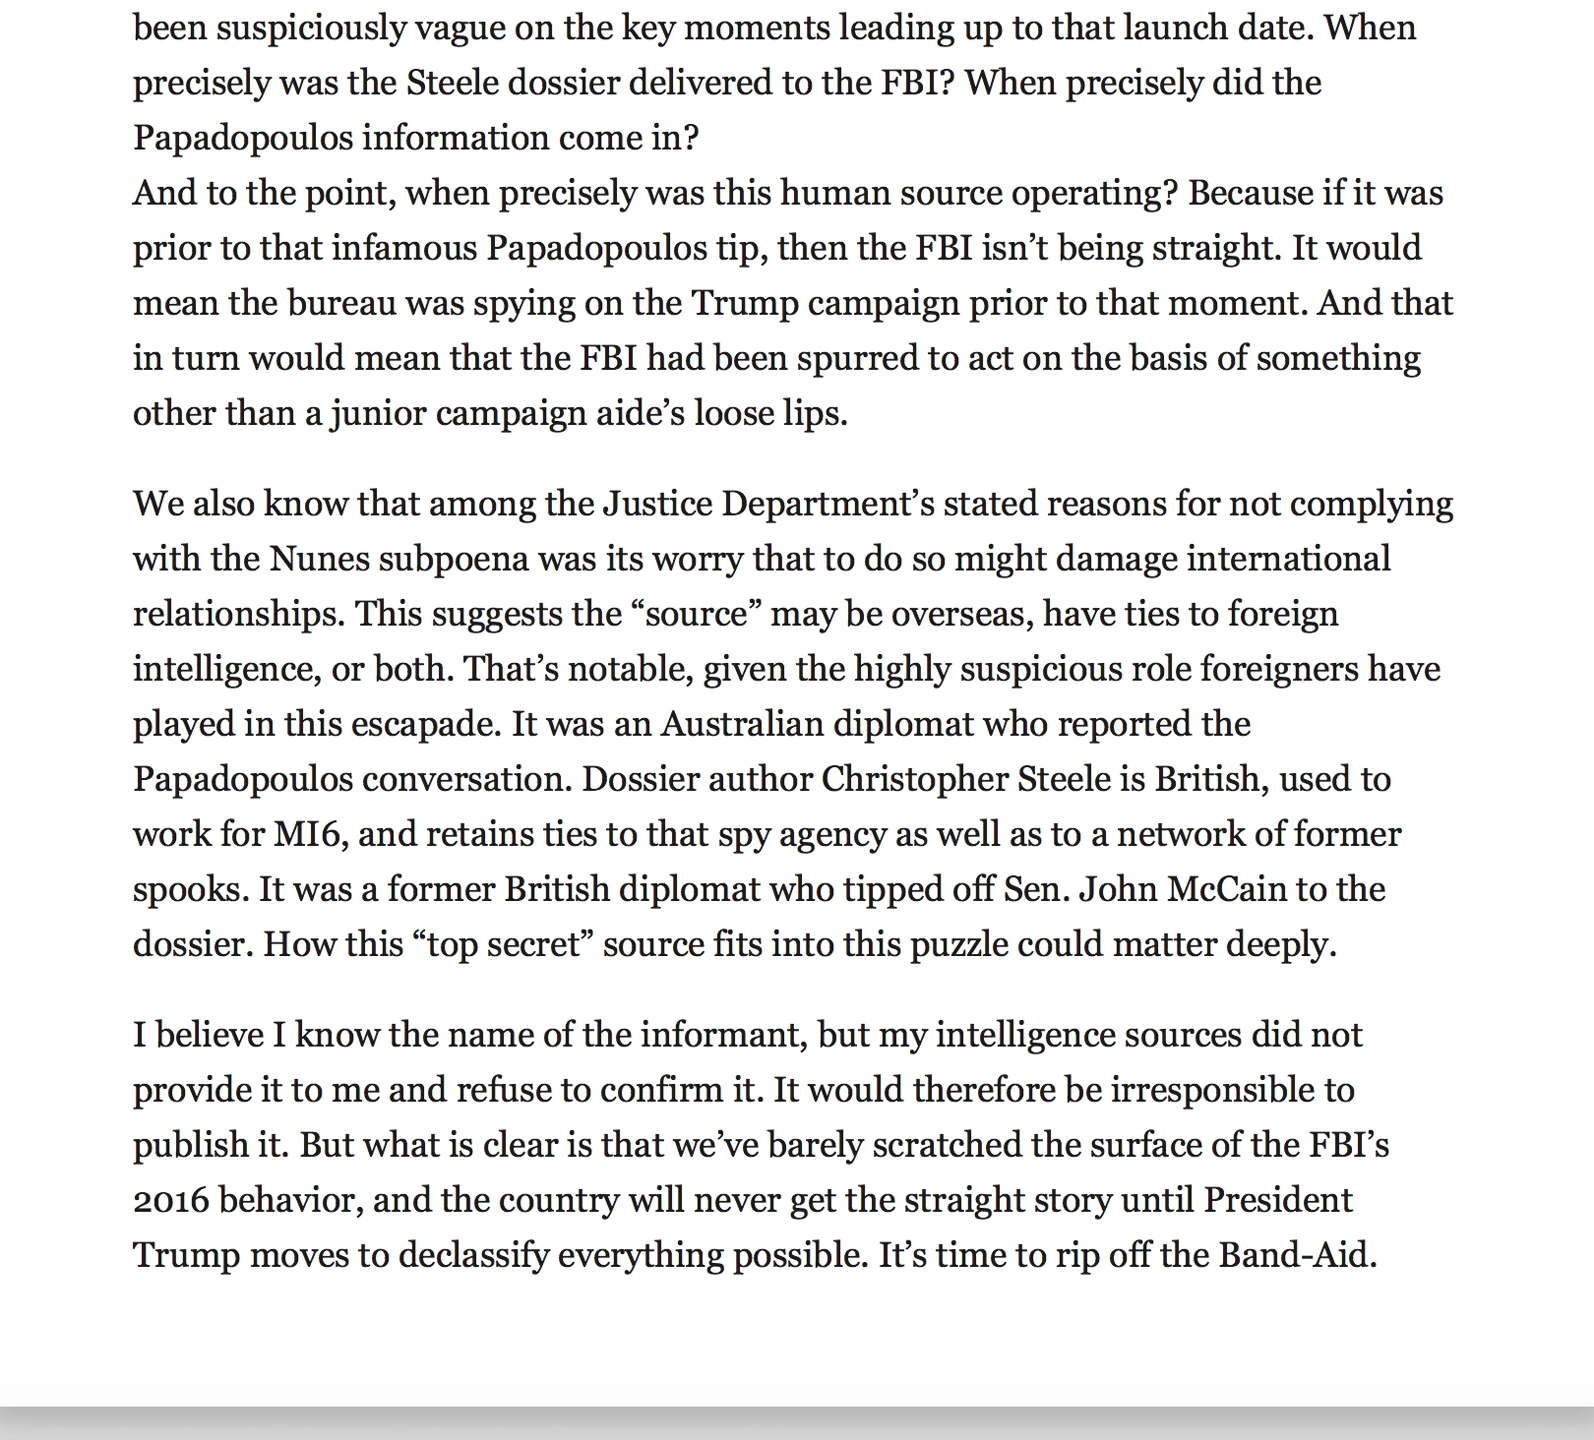 been suspiciously vague on the key moments leading up to that launch date. When
precisely was the Steele dossier delivered to the FBI? When precisely did the
Papadopoulos information come in?
And to the point, when precisely was this human source operating? Because if it was
prior to that infamous Papadopoulos tip, then the FBI isn’t being straight. It would
mean the bureau was spying on the Trump campaign prior to that moment. And that
in turn would mean that the FBI had been spurred to act on the basis of something
other than a junior campaign aide’s loose lips.
We also know that among the Justice Department’s stated reasons for not complying
with the Nunes subpoena was its worry that to do so might damage international
relationships. This suggests the “source” may be overseas, have ties to foreign
intelligence, or both. That’s notable, given the highly suspicious role foreigners have
played in this escapade. It was an Australian diplomat who reported the
Papadopoulos conversation. Dossier author Christopher Steele is British, used to
work for MI6, and retains ties to that spy agency as well as to a network of former
spooks. It was a former British diplomat who tipped off Sen. John McCain to the
dossier. How this “top secret” source fits into this puzzle could matter deeply.
I believe I know the name of the informant, but my intelligence sources did not
provide it to me and refuse to confirm it. It would therefore be irresponsible to
publish it. But what is clear is that we’ve barely scratched the surface of the FBI’s
2016 behavior, and the country will never get the straight story until President
Trump moves to declassify everything possible. It’s time to rip off the Band-Aid.